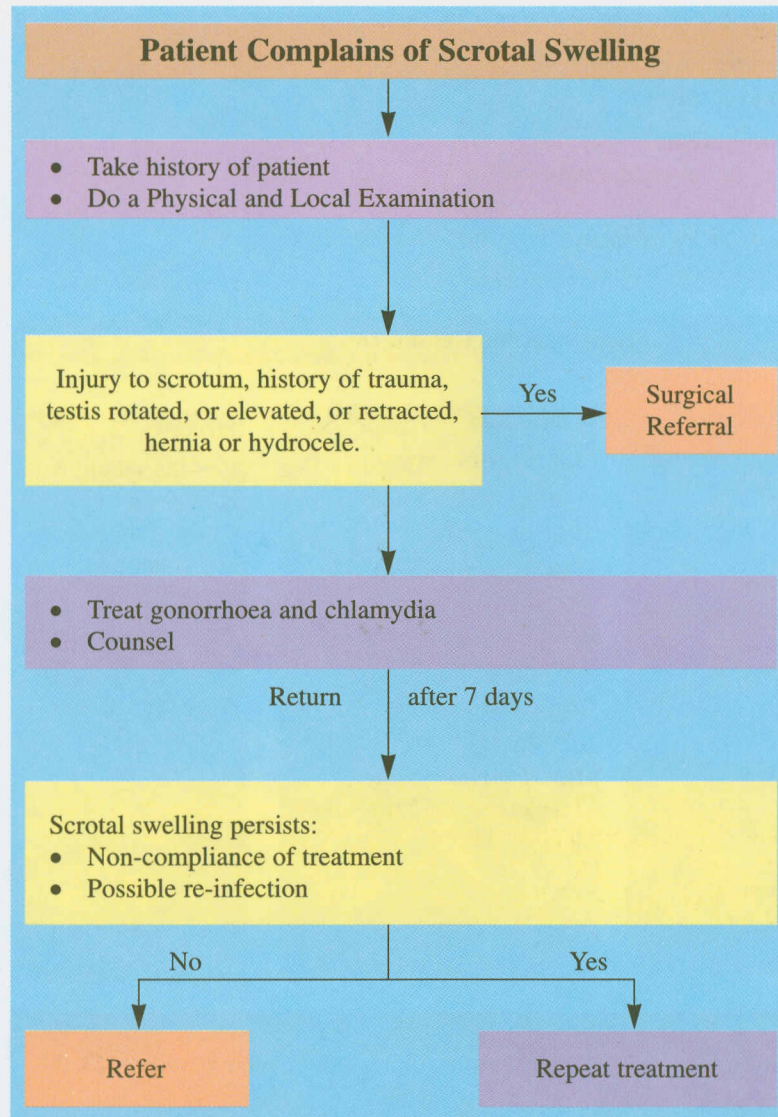 Patient Complains of Scrotal Swelling
● Take history of patient
● Do a Physical and Local Examination
Injury to scrotum, history of trauma,
testis rotated, or elevated, or retracted,
hernia or hydrocele.
Yes
Surgical
Referral
● Treat gonorrhoea and chlamydia
● Counsel
Return after 7 days
Scrotal swelling persists:
● Non-compliance of treatment
● Possible re-infection
No Yes
Refer Repeat treatment